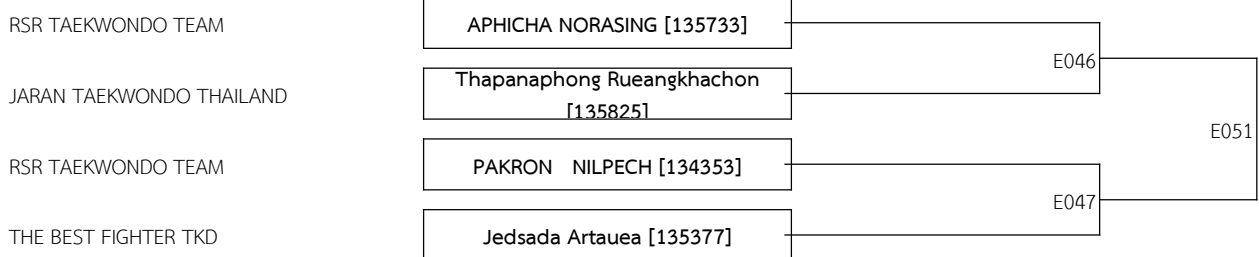 RSR TAEKWONDO TEAM
APHICHA NORASING [135733]
E046
JARAN TAEKWONDO THAILAND
Thapanaphong Rueangkhachon
[135825]
E051
RSR TAEKWONDO TEAM
PAKRON NILPECH [134353]
E047
THE BEST FIGHTER TKD
Jedsada Artauea [135377]